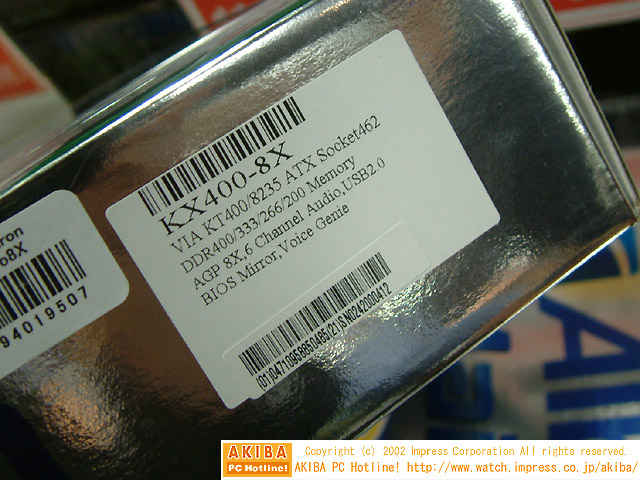 KX400-8X
VIA KT400/8235 ATX Socket462
DDR400/333/266/200 Memory
AGP 8X,6 Channel Audio,USB2.0
BIOS Mirror,Voice Genie
94019507
AKIBA
PC Hotline!
Copyright (c) 2002 Impress Corporation All rights reserved.
AKIBA PC Hotline! http://www.watch.impress.co.jp/akiba/